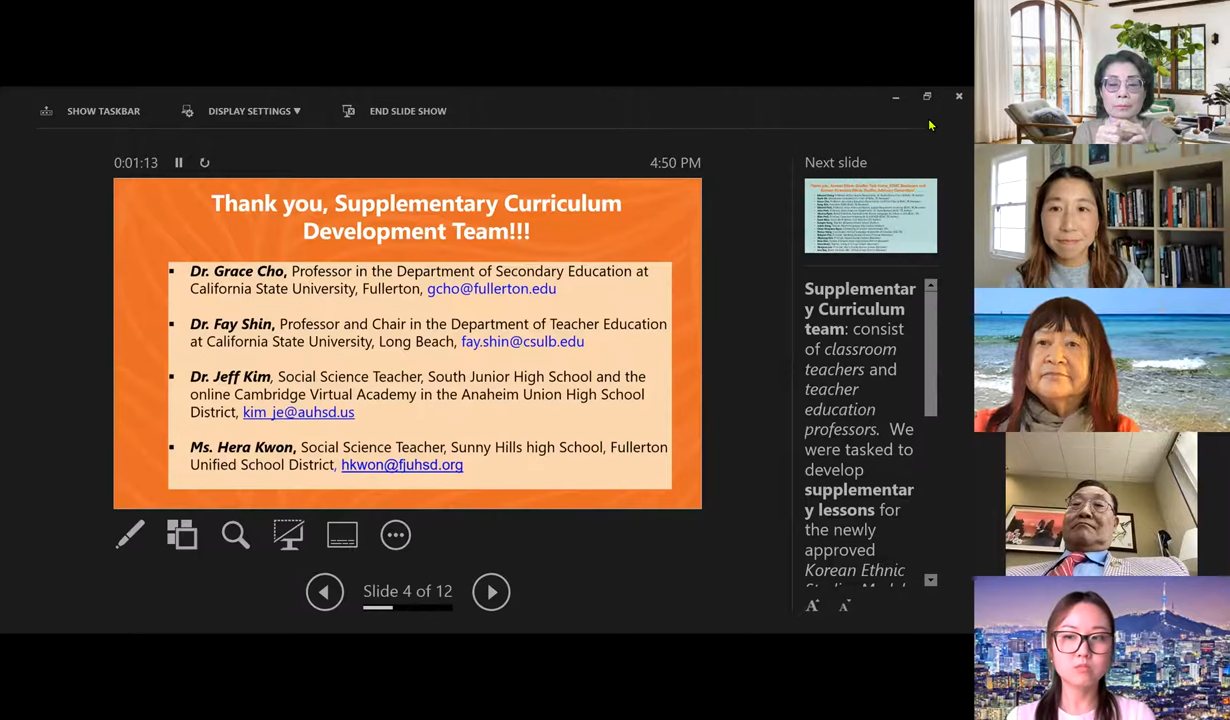 SHOW TASKBAR
DISPLAY SETTINGS ▼
END SLIDE SHOW
0:01:13
4:50 PM
Thank you, Supplementary Curriculum
Development Team!!!
▪ Dr. Grace Cho, Professor in the Department of Secondary Education at
California State University, Fullerton, gcho@fullerton.edu
▪ Dr. Fay Shin, Professor and Chair in the Department of Teacher Education
at California State University, Long Beach, fay.shin@csulb.edu
▪ Dr. Jeff Kim, Social Science Teacher, South Junior High School and the
online Cambridge Virtual Academy in the Anaheim Union High School
District, kim_je@auhsd.us
▪ Ms. Hera Kwon, Social Science Teacher, Sunny Hills high School, Fullerton
Unified School District, hkwon@fjuhsd.org
Slide 4 of 12
Next slide
Supplementar
y Curriculum
team: consist
of classroom
teachers and
teacher
education
professors. We
were tasked to
develop
supplementar
y lessons for
the newly
approved
Korean Ethnic
A A